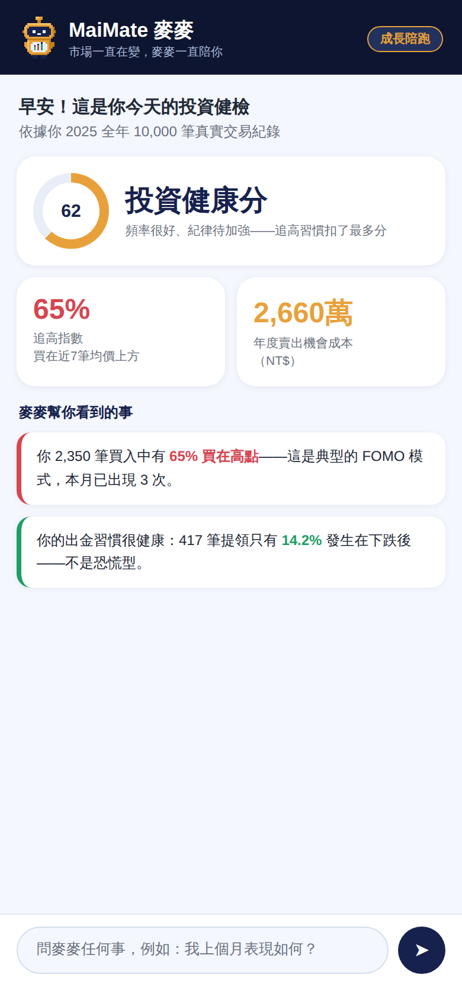 MaiMate 麥麥
市場一直在變，麥麥一直陪你
成長陪跑
早安！這是你今天的投資健檢
依據你 2025 全年 10,000 筆真實交易紀錄
62
投資健康分
頻率很好、紀律待加強——追高習慣扣了最多分
65%
追高指數
買在近7筆均價上方
2,660萬
年度賣出機會成本
（NT$）
麥麥幫你看到的事
你 2,350 筆買入中有 65% 買在高點——這是典型的 FOMO 模
式，本月已出現 3 次。
你的出金習慣很健康：417 筆提領只有 14.2% 發生在下跌後
——不是恐慌型。
問麥麥任何事，例如：我上個月表現如何？